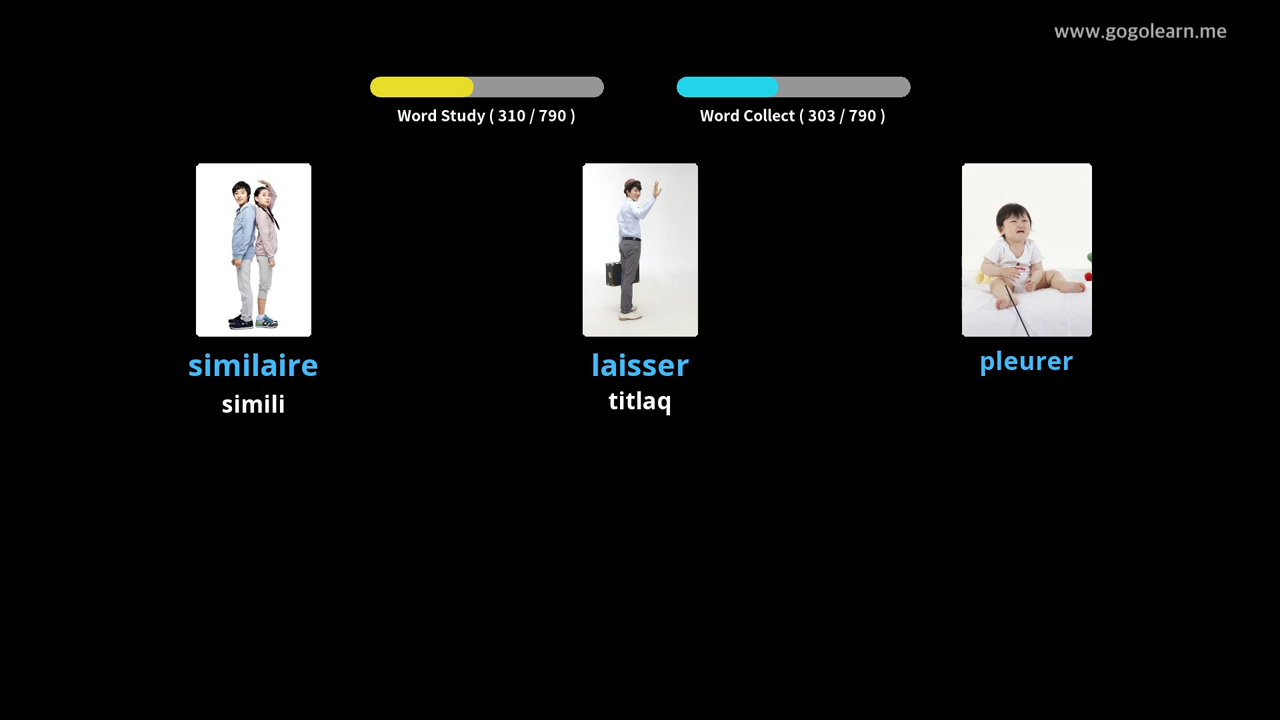 www.gogolearn.me
Word Study ( 310 / 790 )
Word Collect ( 303 / 790 )
similaire
simili
laisser
titlaq
pleurer